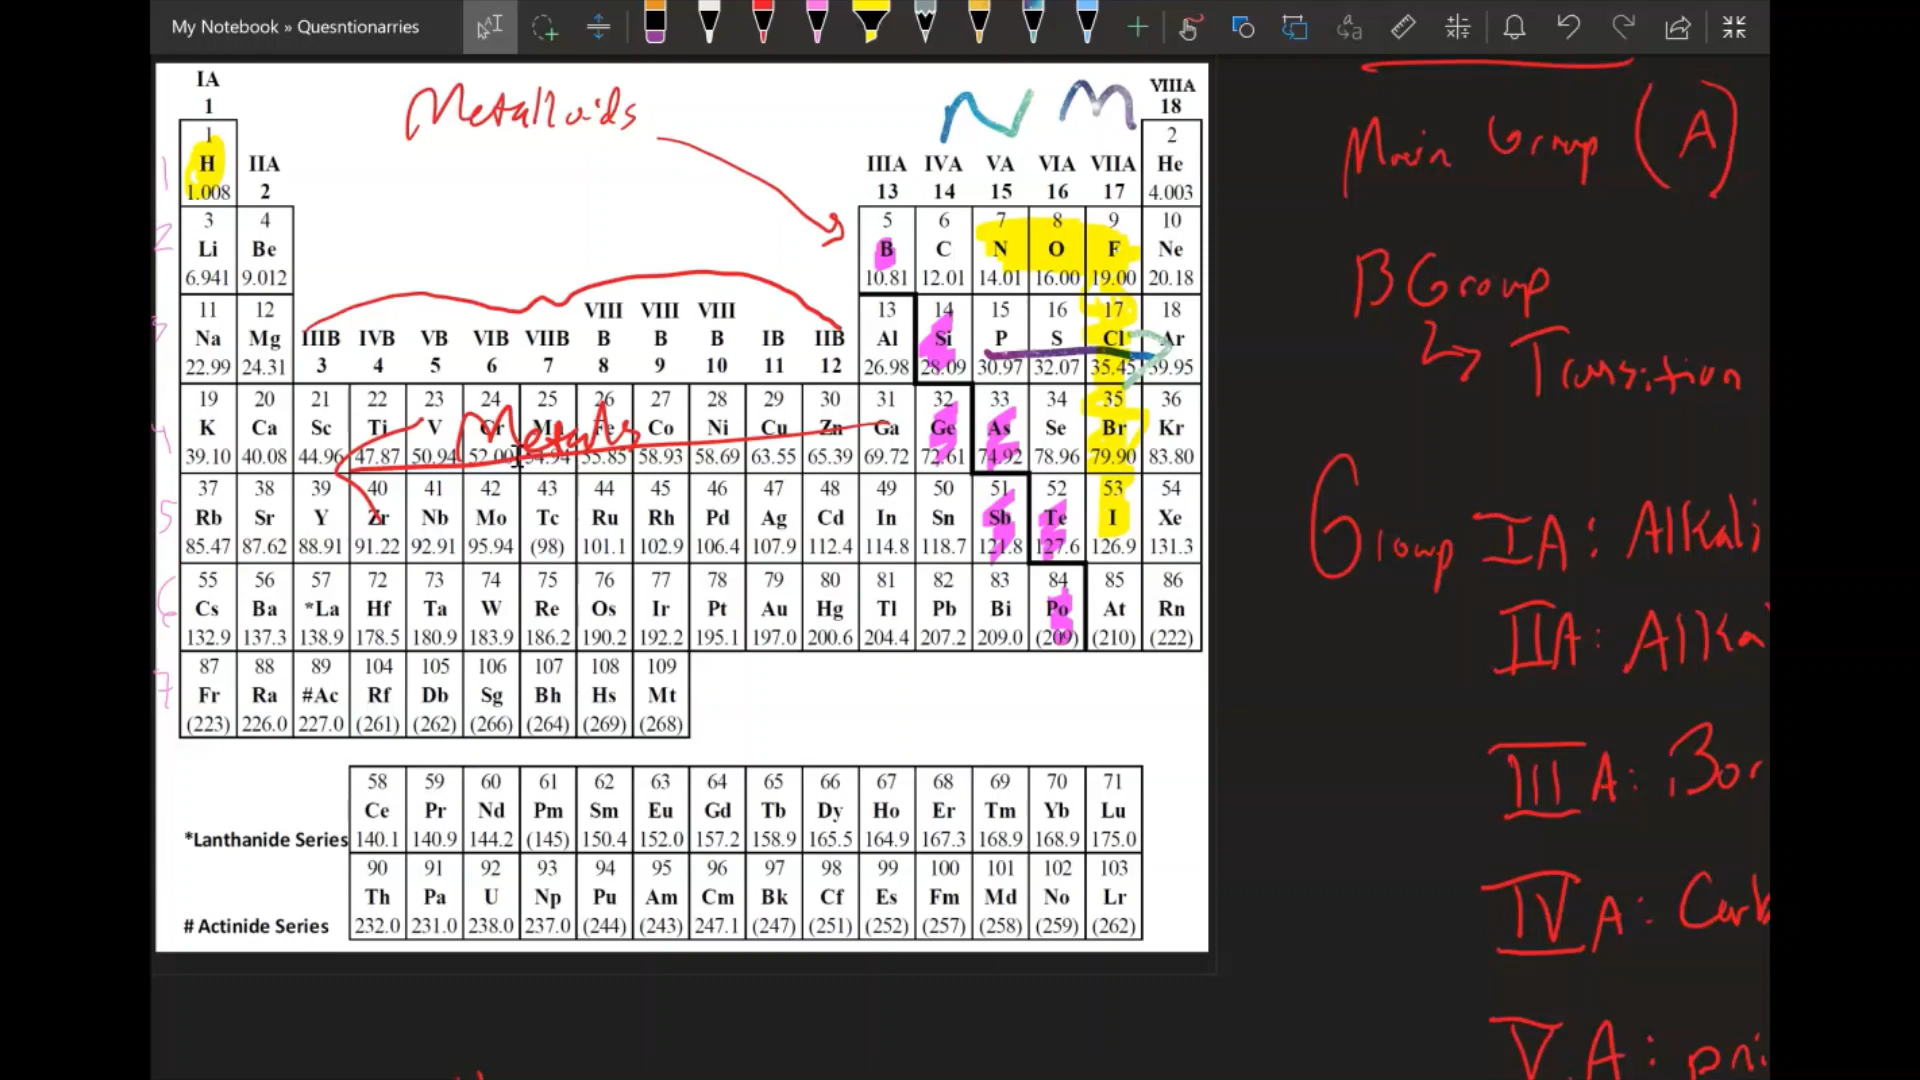 My Notebook » Quesntionarries
IA
1
VIIIA
18
Metalloids
N M
Main Group (A)
1
H
1.008
IIA
2
IIIA IVA VA VIA VIIA
13 14 15 16 17
2
He
4.003
1
3 4 5 6 7 8 9 10
Li Be B C N O F Ne
6.941 9.012 10.81 12.01 14.01 16.00 19.00 20.18
2
B Group
Transition
11 12 VIII VIII VIII 13 14 15 16 17 18
Na Mg IIIB IVB VB VIB VIIB B B B IB IIB Al Si P S Cl Ar
22.99 24.31 3 4 5 6 7 8 9 10 11 12 26.98 28.09 30.97 32.07 35.45 39.95
3
19 20 21 22 23 24 25 26 27 28 29 30 31 32 33 34 35 36
K Ca Sc Ti V Cr Mn Fe Co Ni Cu Zn Ga Ge As Se Br Kr
39.10 40.08 44.96 47.87 50.94 52.00 54.94 55.85 58.93 58.69 63.55 65.39 69.72 72.61 74.92 78.96 79.90 83.80
4
Metals
37 38 39 40 41 42 43 44 45 46 47 48 49 50 51 52 53 54
Rb Sr Y Zr Nb Mo Tc Ru Rh Pd Ag Cd In Sn Sb Te I Xe
85.47 87.62 88.91 91.22 92.91 95.94 (98) 101.1 102.9 106.4 107.9 112.4 114.8 118.7 121.8 127.6 126.9 131.3
5
Group IA: Alkali
55 56 57 72 73 74 75 76 77 78 79 80 81 82 83 84 85 86
Cs Ba *La Hf Ta W Re Os Ir Pt Au Hg Tl Pb Bi Po At Rn
132.9 137.3 138.9 178.5 180.9 183.9 186.2 190.2 192.2 195.1 197.0 200.6 204.4 207.2 209.0 (209) (210) (222)
6
IIA: Alka
87 88 89 104 105 106 107 108 109
Fr Ra #Ac Rf Db Sg Bh Hs Mt
(223) 226.0 227.0 (261) (262) (266) (264) (269) (268)
7
IIIA: Bor
58 59 60 61 62 63 64 65 66 67 68 69 70 71
Ce Pr Nd Pm Sm Eu Gd Tb Dy Ho Er Tm Yb Lu
*Lanthanide Series 140.1 140.9 144.2 (145) 150.4 152.0 157.2 158.9 165.5 164.9 167.3 168.9 168.9 175.0
90 91 92 93 94 95 96 97 98 99 100 101 102 103
Th Pa U Np Pu Am Cm Bk Cf Es Fm Md No Lr
# Actinide Series 232.0 231.0 238.0 237.0 (244) (243) 247.1 (247) (251) (252) (257) (258) (259) (262)
IVA: Carb
VA: pni